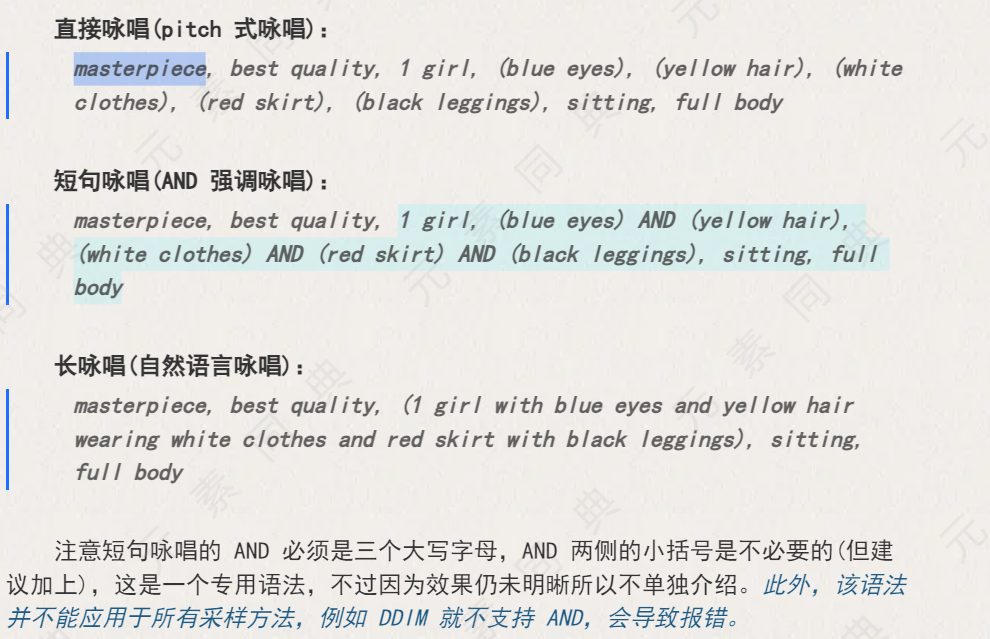 直接咏唱(pitch 式咏唱):
masterpiece, best quality, 1 girl, (blue eyes), (yellow hair), (white
clothes), (red skirt), (black leggings), sitting, full body
短句咏唱(AND 强调咏唱):
masterpiece, best quality, 1 girl, (blue eyes) AND (yellow hair),
(white clothes) AND (red skirt) AND (black leggings), sitting, full
body
长咏唱(自然语言咏唱):
masterpiece, best quality, (1 girl with blue eyes and yellow hair
wearing white clothes and red skirt with black leggings), sitting,
full body
注意短句咏唱的 AND 必须是三个大写字母, AND 两侧的小括号是不必要的(但建
议加上), 这是一个专用语法, 不过因为效果仍未明晰所以不单独介绍。此外, 该语法
并不能应用于所有采样方法, 例如 DDIM 就不支持 AND, 会导致报错。
元素同典